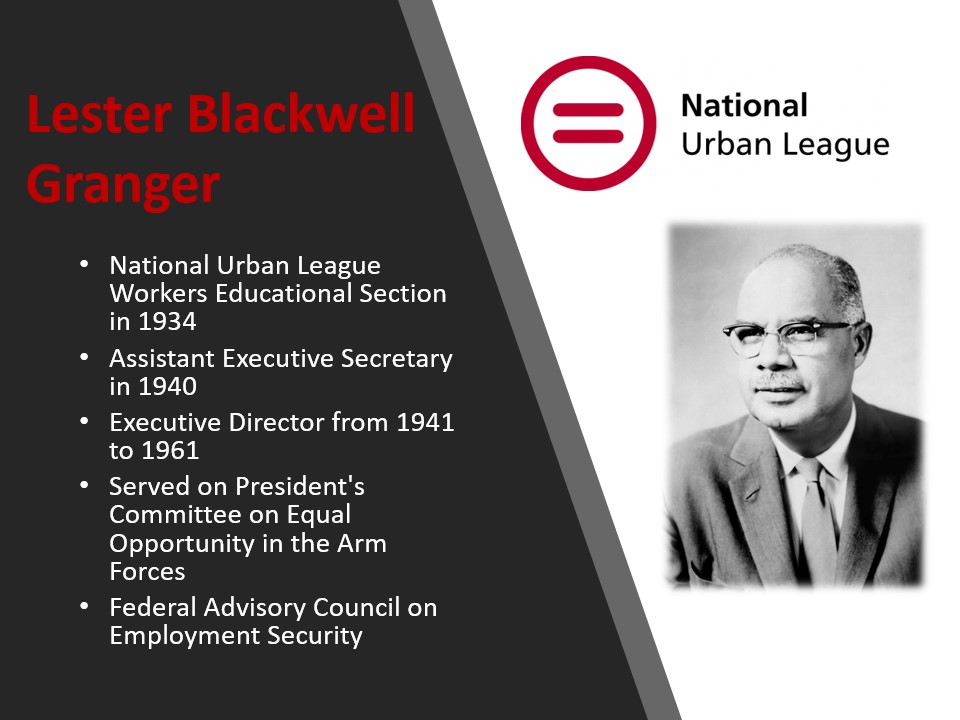 Lester Blackwell
Granger
• National Urban League
Workers Educational Section
in 1934
• Assistant Executive Secretary
in 1940
• Executive Director from 1941
to 1961
• Served on President's
Committee on Equal
Opportunity in the Arm
Forces
• Federal Advisory Council on
Employment Security
National
Urban League